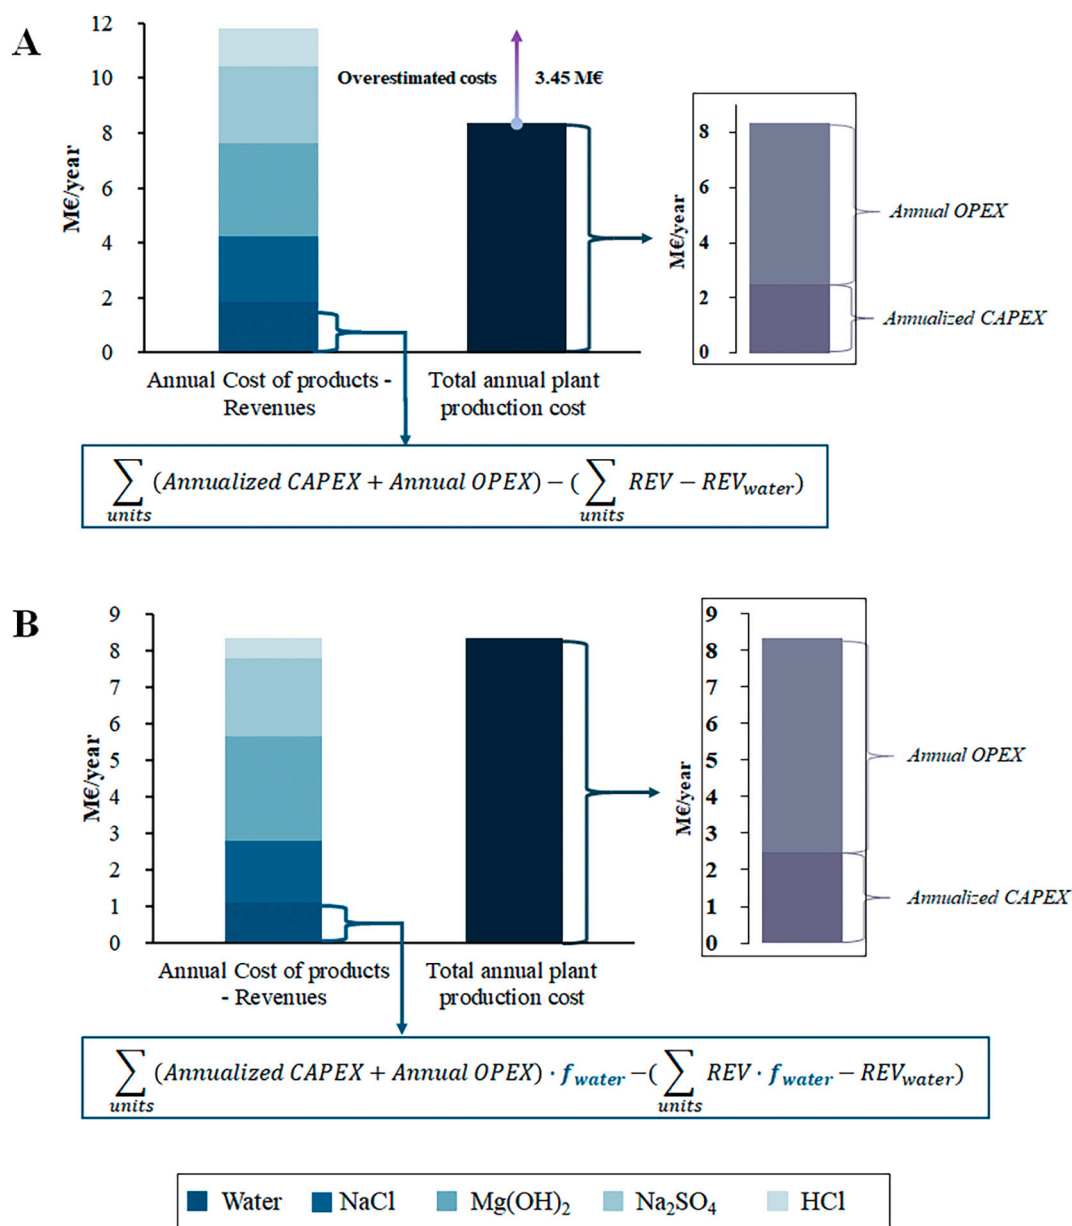 A
12
10
8
6
4
2
0
M€/year
Overestimated costs 3.45 M€
Annual Cost of products -
Revenues
Total annual plant
production cost
8
6
4
2
0
M€/year
Annual OPEX
Annualized CAPEX
∑ (Annualized CAPEX + Annual OPEX) − (∑ REV − REV_water)
units units
B
9
8
7
6
5
4
3
2
1
0
M€/year
Annual Cost of products
- Revenues
Total annual plant
production cost
9
8
7
6
5
4
3
2
1
0
M€/year
Annual OPEX
Annualized CAPEX
∑ (Annualized CAPEX + Annual OPEX) · f_water −(∑ REV · f_water − REV_water)
units units
Water NaCl Mg(OH)₂ Na₂SO₄ HCl